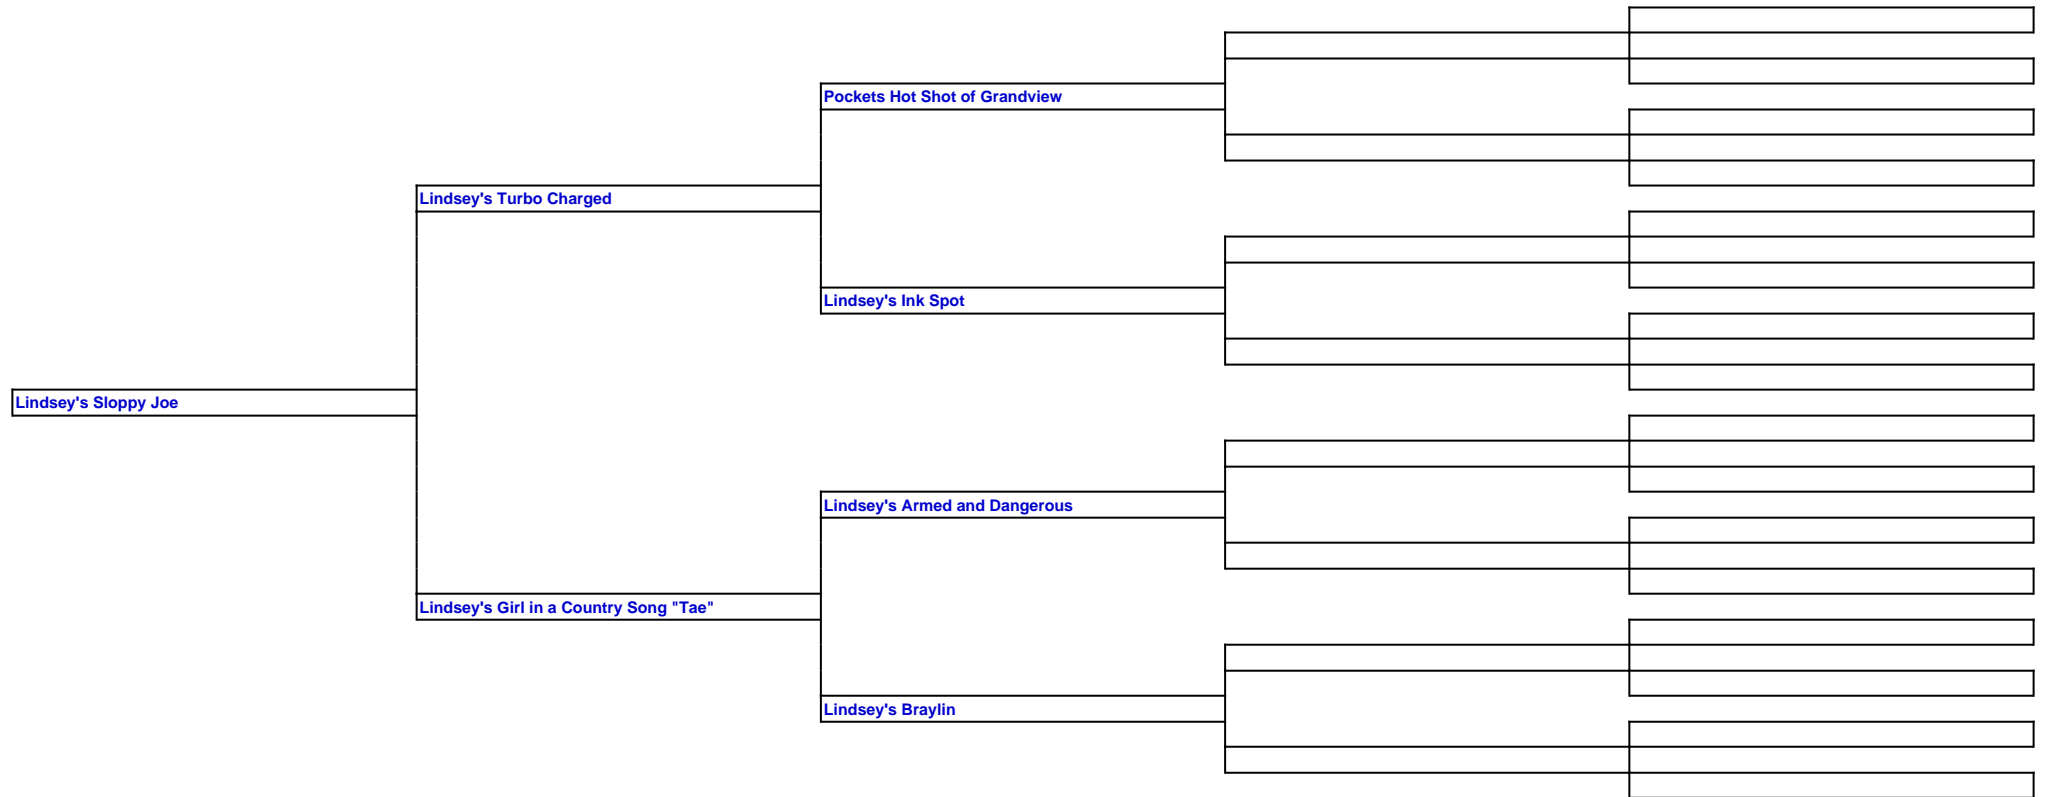 Pockets Hot Shot of Grandview
Lindsey's Turbo Charged
Lindsey's Ink Spot
Lindsey's Sloppy Joe
Lindsey's Armed and Dangerous
Lindsey's Girl in a Country Song "Tae"
Lindsey's Braylin